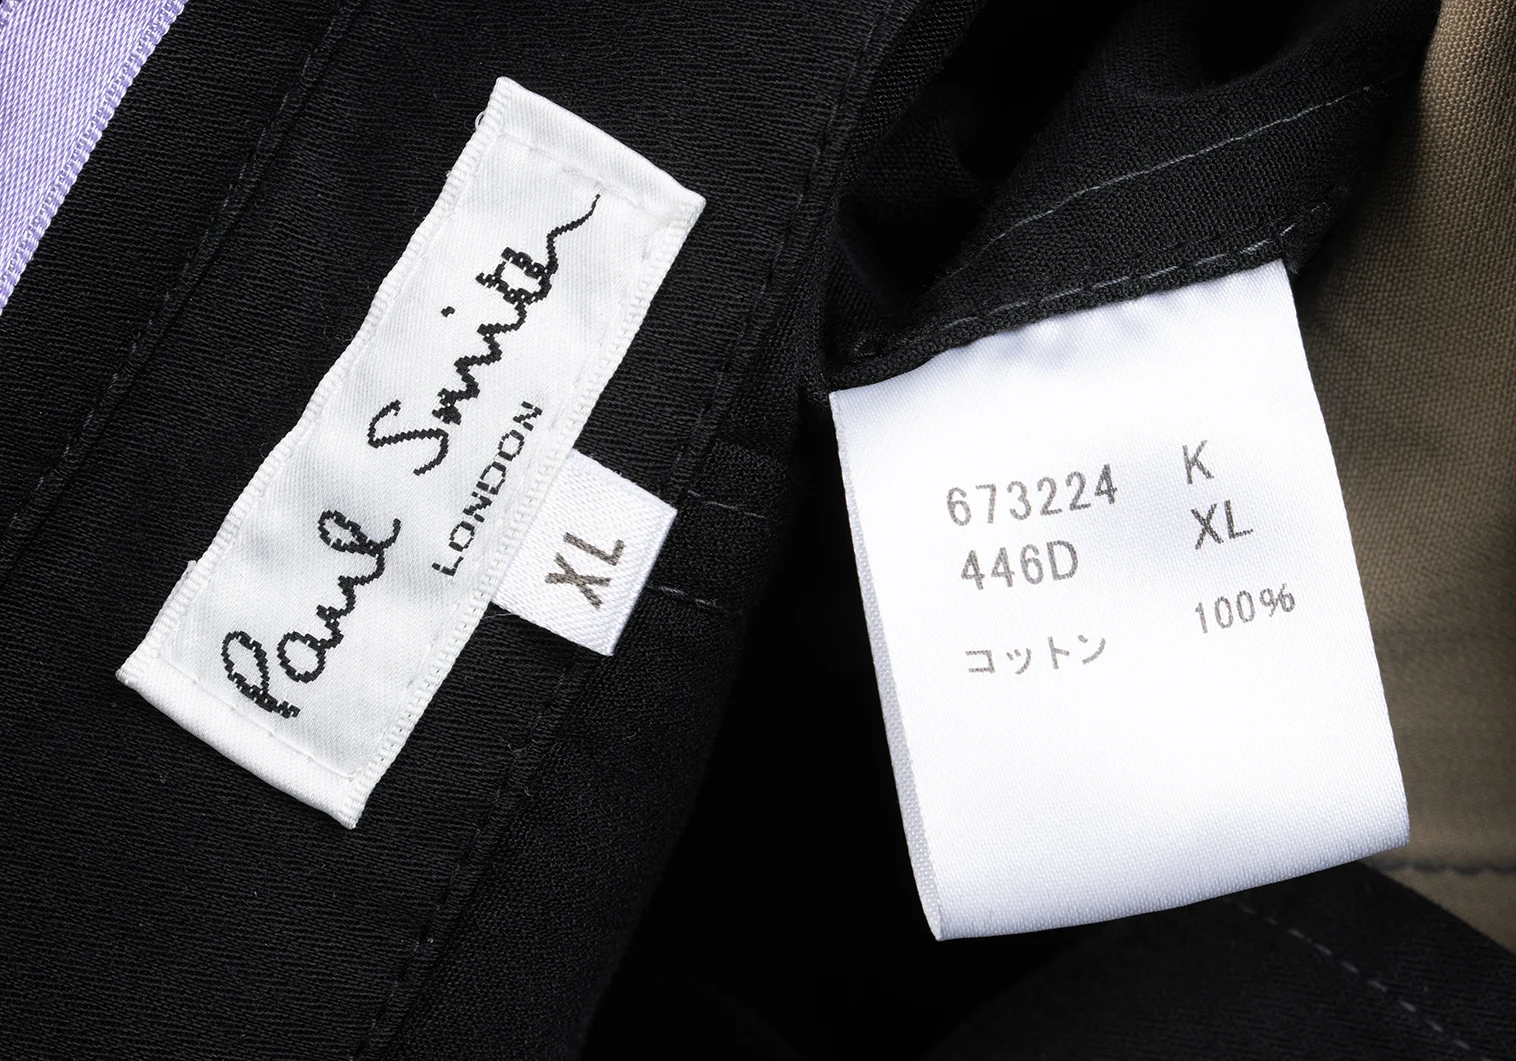 Paul Smith
LONDON
XL
673224 K
446D XL
コットン 100%